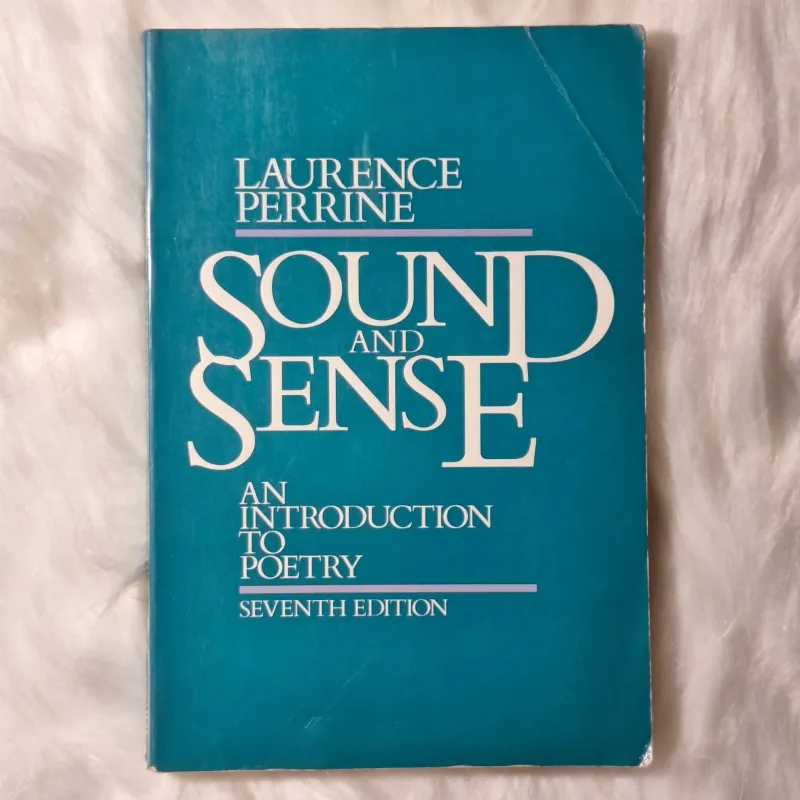 LAURENCE
PERRINE
SOUND
AND
SENSE
AN
INTRODUCTION
TO
POETRY
SEVENTH EDITION